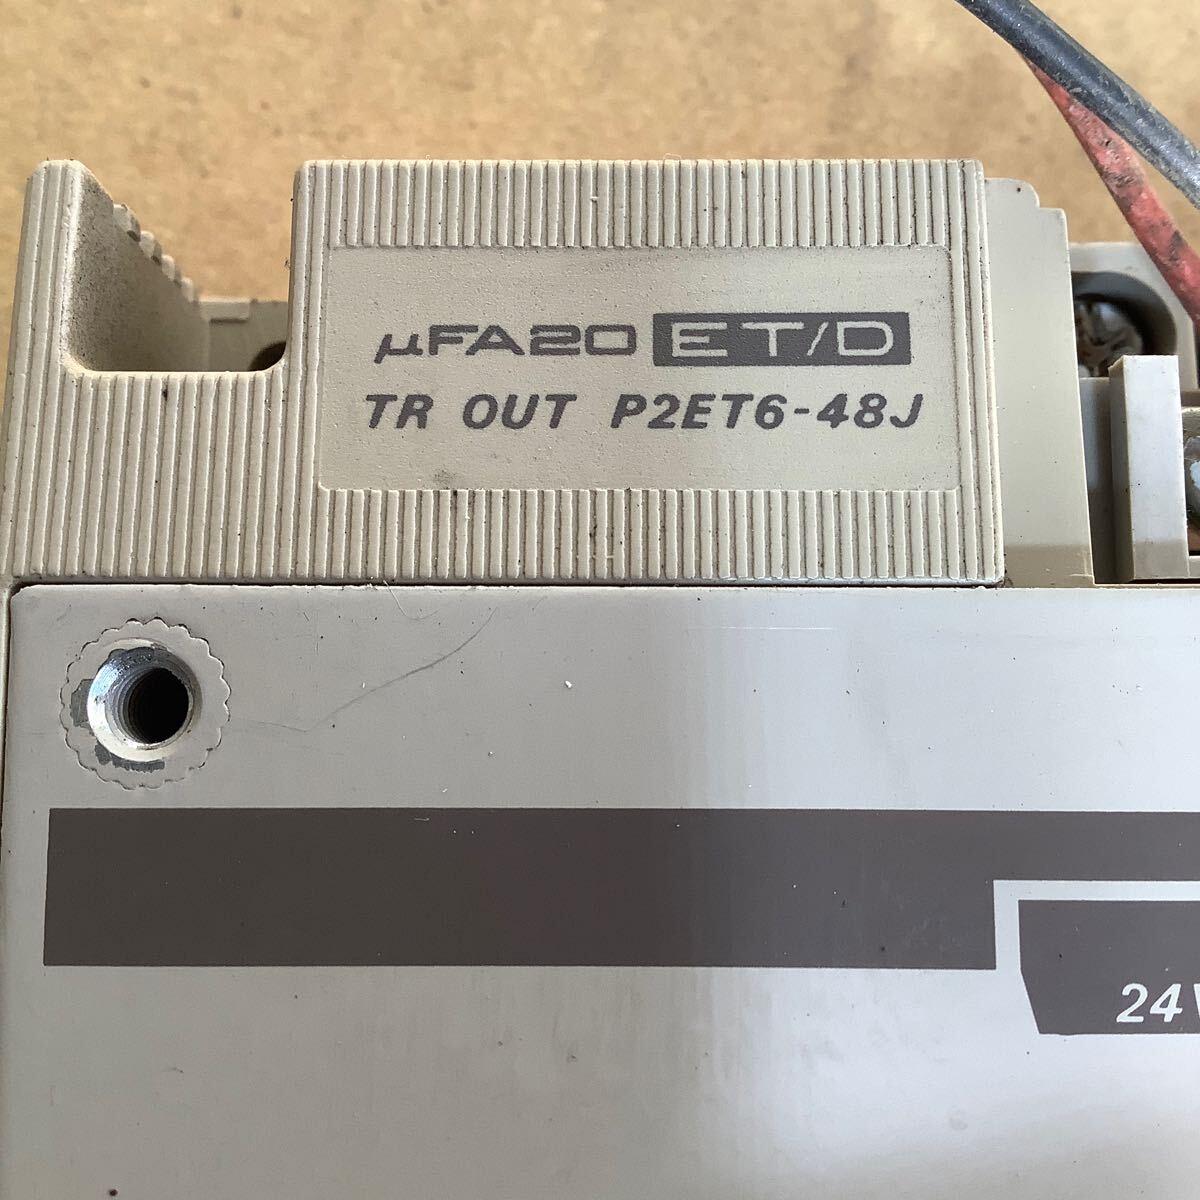 μFA20 ET/D
TR OUT P2ET6-48J
24V